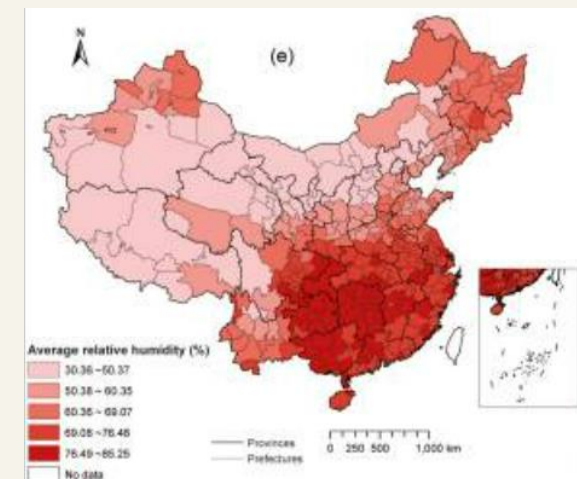 N
(e)
Average relative humidity (%)
30.36 ~50.37
50.38 ~ 60.35
60.36 ~ 69.07
69.08 ~76.48
76.49 ~85.25
No data
Provinces
Prefectures
0 250 500 1,000 km